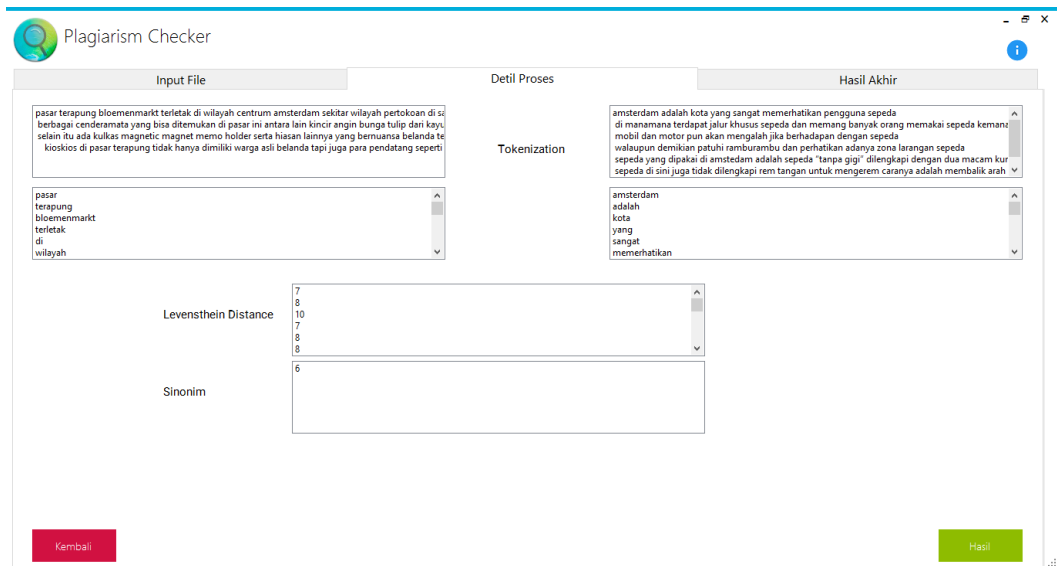 Plagiarism Checker
Input File
Detil Proses
Hasil Akhir
pasar terapung bloemenmarkt terletak di wilayah centrum amsterdam sekitar wilayah pertokoan di
berbagai cenderamata yang bisa ditemukan di pasar ini antara lain kincir angin bunga tulip dari
selain itu ada kulkas magnetic magnet memo holder serta hiasan lainnya yang bernuansa belanda
kioskios di pasar terapung tidak hanya dimiliki warga asli belanda tapi juga para pendatang seperti
Tokenization
amsterdam adalah kota yang sangat memerhatikan pengguna sepeda
di manamana terdapat jalur khusus sepeda dan memang banyak orang memakai sepeda
mobil dan motor pun akan mengalah jika berhadapan dengan sepeda
walaupun demikian patuhi ramburambu dan perhatikan adanya zona larangan sepeda
sepeda yang dipakai di amstedam adalah sepeda "tanpa gigi" dilengkapi dengan dua macam
sepeda di sini juga tidak dilengkapi rem tangan untuk mengerem caranya adalah membalik arah
pasar
terapung
bloemenmarkt
terletak
di
wilayah
amsterdam
adalah
kota
yang
sangat
memerhatikan
Levensthein Distance
7
8
10
7
8
8
Sinonim
6
Kembali
Hasil